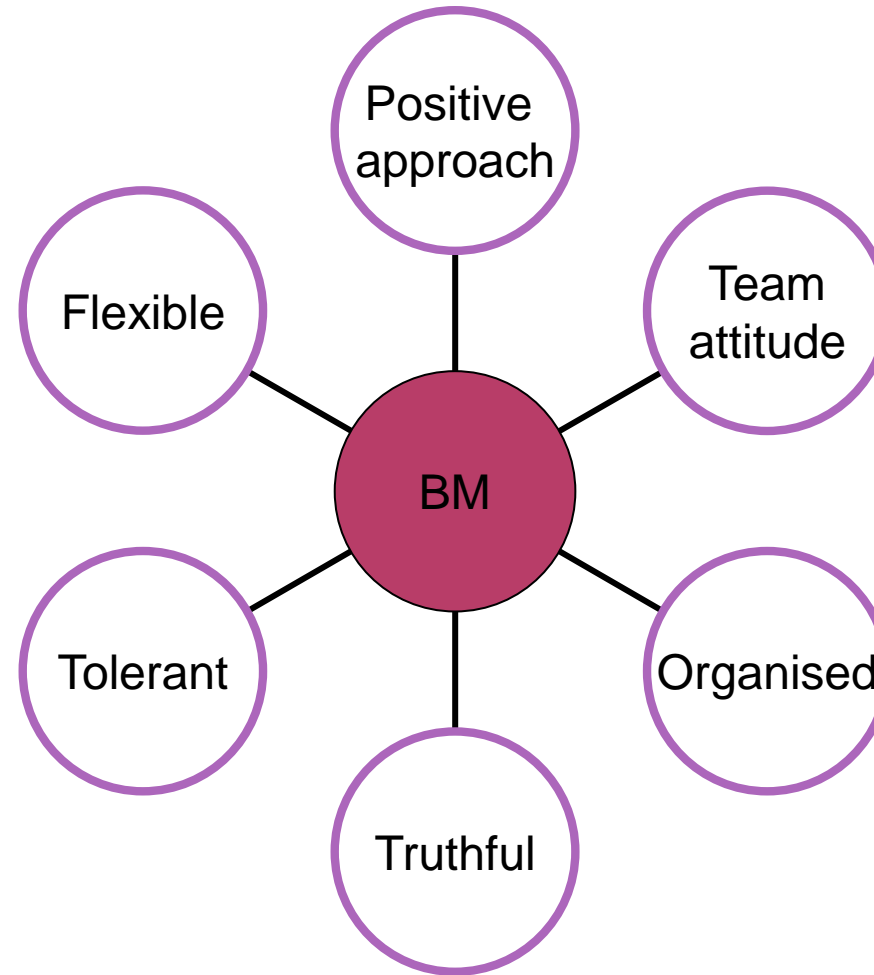 Positive
approach
Flexible
Team
attitude
BM
Tolerant
Organised
Truthful